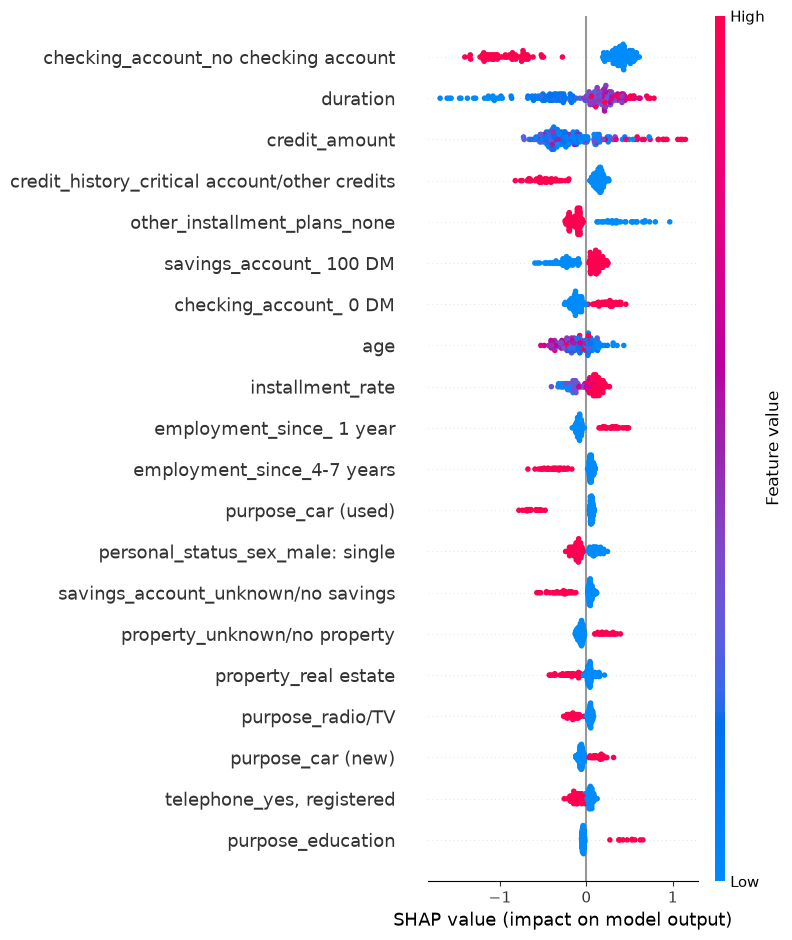 High
checking_account_no checking account
duration
credit_amount
credit_history_critical account/other credits
other_installment_plans_none
savings_account_ 100 DM
checking_account_ 0 DM
age
installment_rate
employment_since_ 1 year
employment_since_4-7 years
purpose_car (used)
personal_status_sex_male: single
savings_account_unknown/no savings
property_unknown/no property
property_real estate
purpose_radio/TV
purpose_car (new)
telephone_yes, registered
purpose_education
Feature value
Low
−1 0 1
SHAP value (impact on model output)